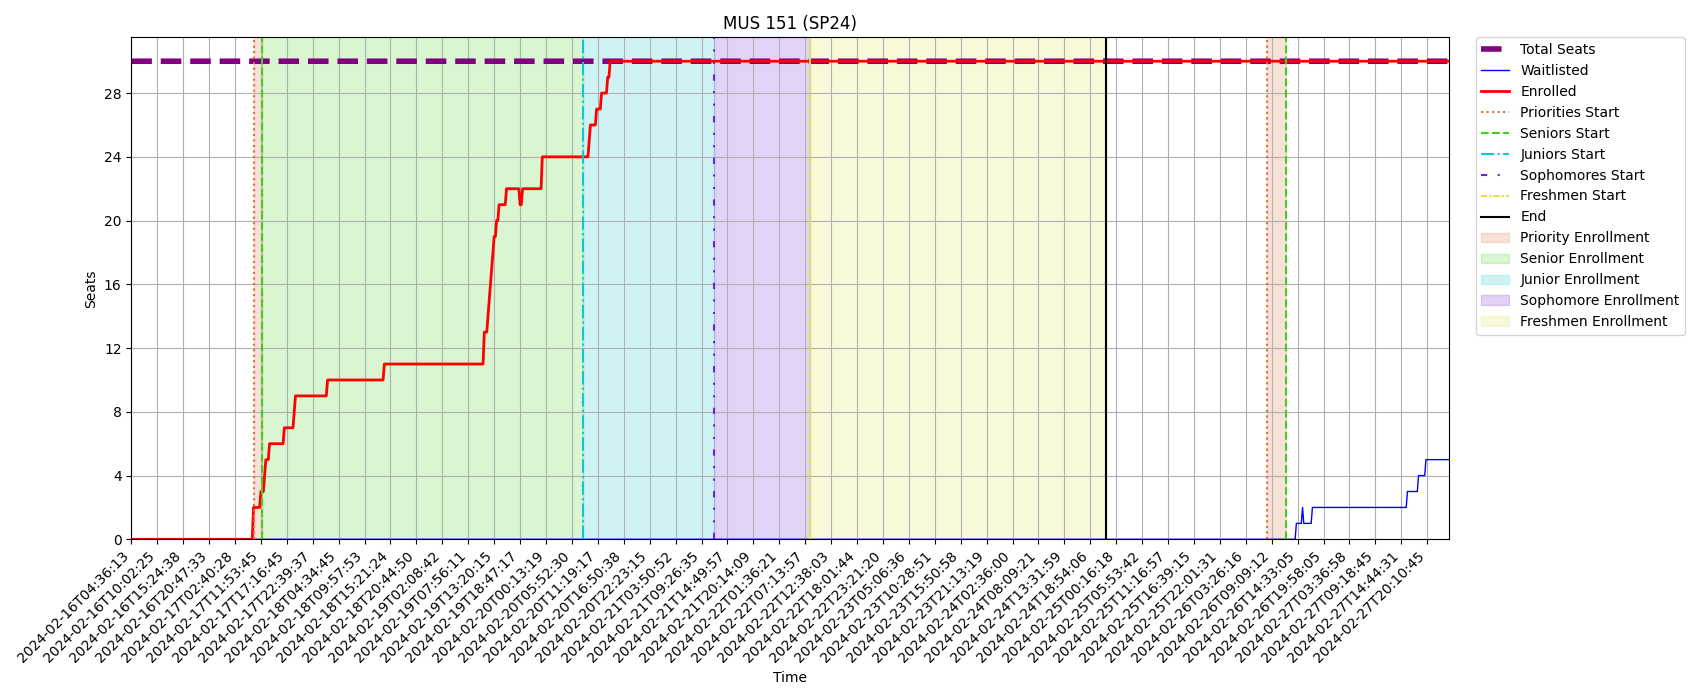 MUS 151 (SP24)
Total Seats
Waitlisted
Enrolled
Priorities Start
Seniors Start
Juniors Start
Sophomores Start
Freshmen Start
End
Priority Enrollment
Senior Enrollment
Junior Enrollment
Sophomore Enrollment
Freshmen Enrollment
Seats
28
24
20
16
12
8
4
0
2024-02-16T04:36:13
2024-02-16T10:02:25
2024-02-16T15:24:38
2024-02-16T20:47:33
2024-02-17T02:40:28
2024-02-17T11:53:45
2024-02-17T17:16:45
2024-02-17T22:39:37
2024-02-18T04:34:45
2024-02-18T09:57:53
2024-02-18T15:21:24
2024-02-18T20:44:50
2024-02-19T02:08:42
2024-02-19T07:56:11
2024-02-19T13:20:15
2024-02-19T18:47:17
2024-02-20T00:13:19
2024-02-20T05:52:30
2024-02-20T11:19:17
2024-02-20T16:50:38
2024-02-20T22:23:15
2024-02-21T03:50:52
2024-02-21T09:26:35
2024-02-21T14:49:57
2024-02-21T20:14:09
2024-02-22T01:36:21
2024-02-22T07:13:57
2024-02-22T12:38:03
2024-02-22T18:01:44
2024-02-22T23:21:20
2024-02-23T05:06:36
2024-02-23T10:28:51
2024-02-23T15:50:58
2024-02-23T21:13:19
2024-02-24T02:36:00
2024-02-24T08:09:21
2024-02-24T13:31:59
2024-02-24T18:54:06
2024-02-25T00:16:18
2024-02-25T05:53:42
2024-02-25T11:16:57
2024-02-25T16:39:15
2024-02-25T22:01:31
2024-02-26T03:26:16
2024-02-26T09:09:12
2024-02-26T14:33:05
2024-02-26T19:58:05
2024-02-27T03:36:58
2024-02-27T09:18:45
2024-02-27T14:44:31
2024-02-27T20:10:45
Time